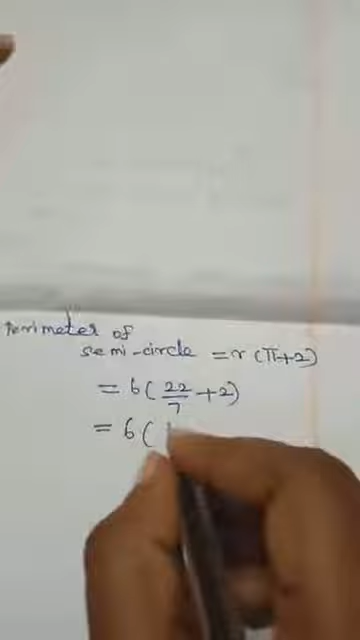 Perimeter of
semi-circle = r (π+2)
= 6 ( 22/7 + 2)
= 6 (